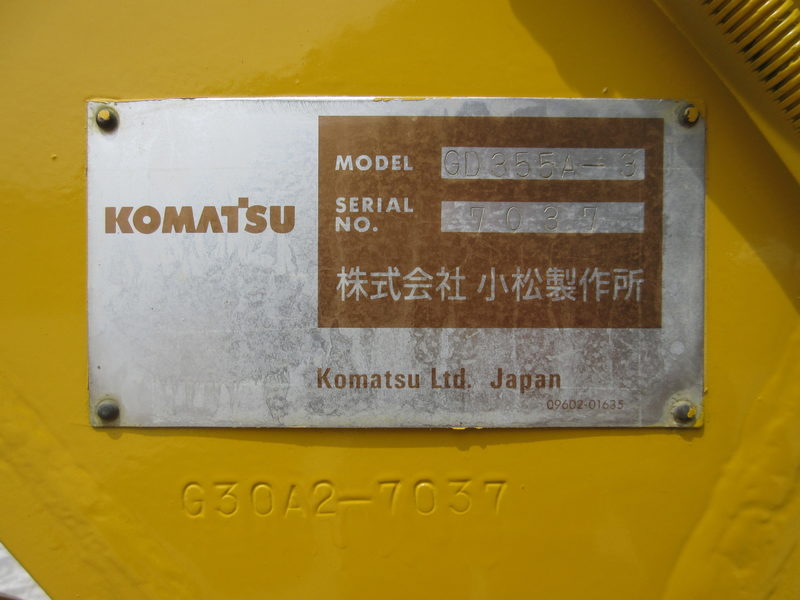 KOMATSU
MODEL GD355A-3
SERIAL NO. 7037
株式会社 小松製作所
Komatsu Ltd. Japan
09602-01635
G30A2-7037